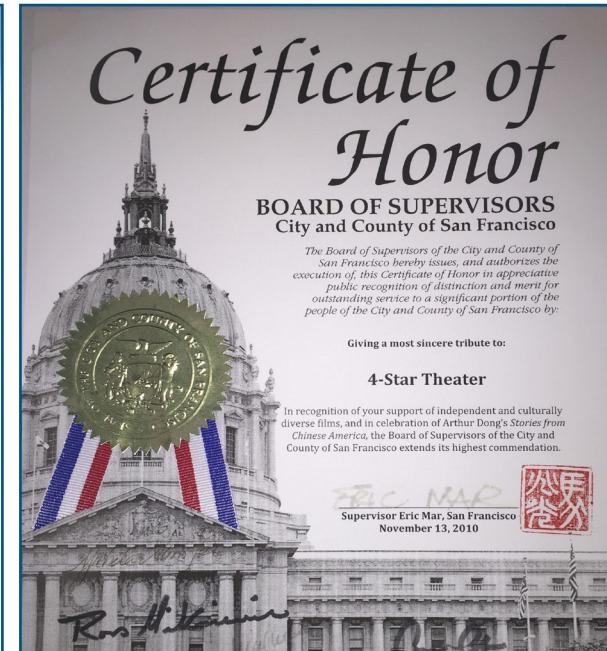 Certificate of
Honor
BOARD OF SUPERVISORS
City and County of San Francisco
The Board of Supervisors of the City and County of
San Francisco hereby issues, and authorizes the
execution of, this Certificate of Honor in appreciative
public recognition of distinction and merit for
outstanding service to a significant portion of the
people of the City and County of San Francisco by:
Giving a most sincere tribute to:
4-Star Theater
In recognition of your support of independent and culturally
diverse films, and in celebration of Arthur Dong's Stories from
Chinese America, the Board of Supervisors of the City and
County of San Francisco extends its highest commendation.
ERIC MAR
Supervisor Eric Mar, San Francisco
November 13, 2010
CITY AND COUNTY OF SAN FRANCISCO